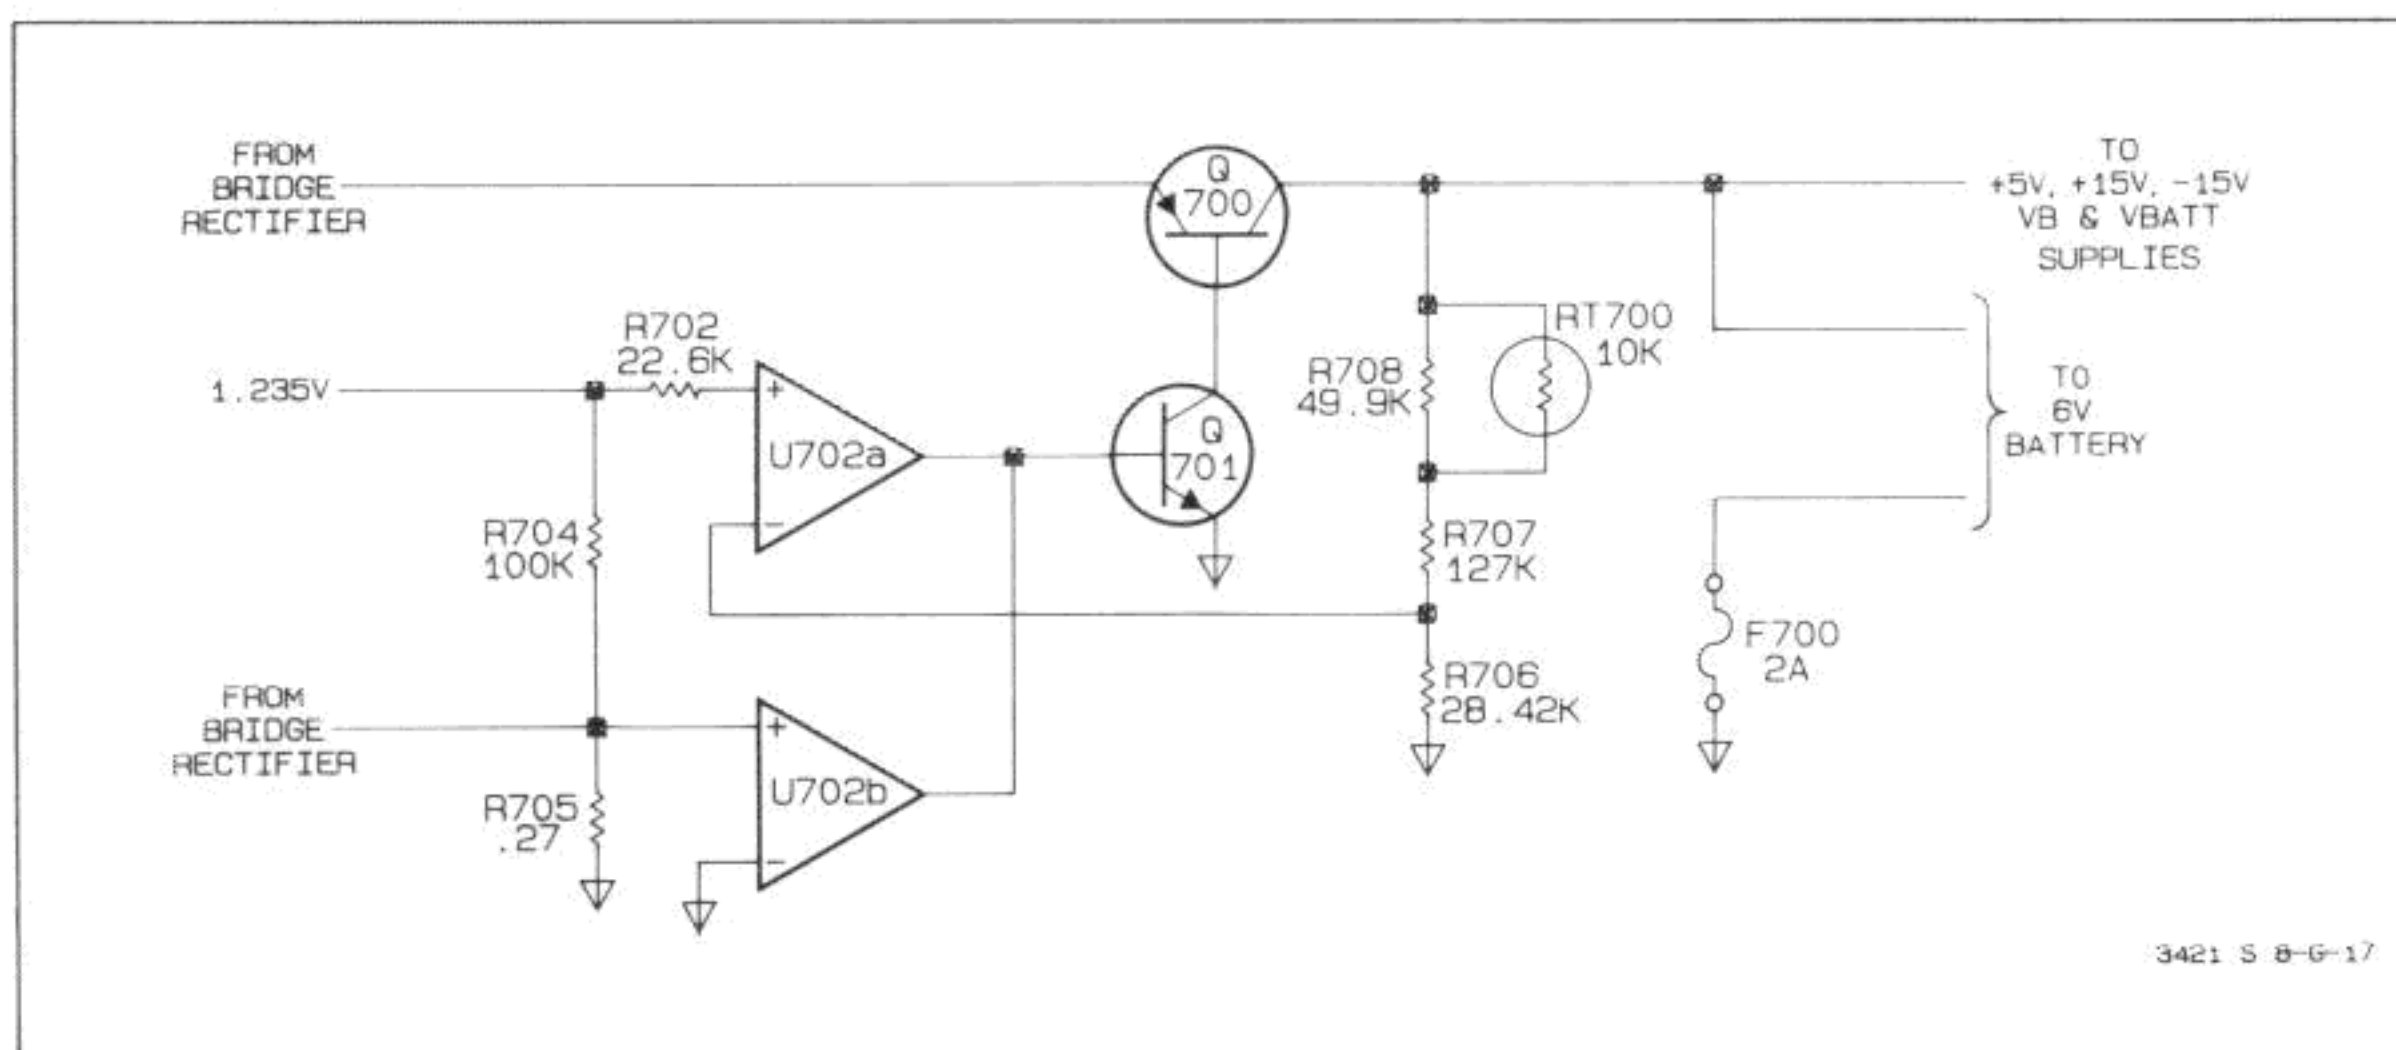 FROM
BRIDGE
RECTIFIER
Q
700
TO
+5V, +15V, -15V
VB & VBATT
SUPPLIES
R702
22.6K
1.235V
+
U702a
-
Q
701
R708
49.9K
RT700
10K
TO
6V
BATTERY
R704
100K
R707
127K
FROM
BRIDGE
RECTIFIER
+
U702b
-
R705
.27
R706
28.42K
F700
2A
3421 S 8-G-17